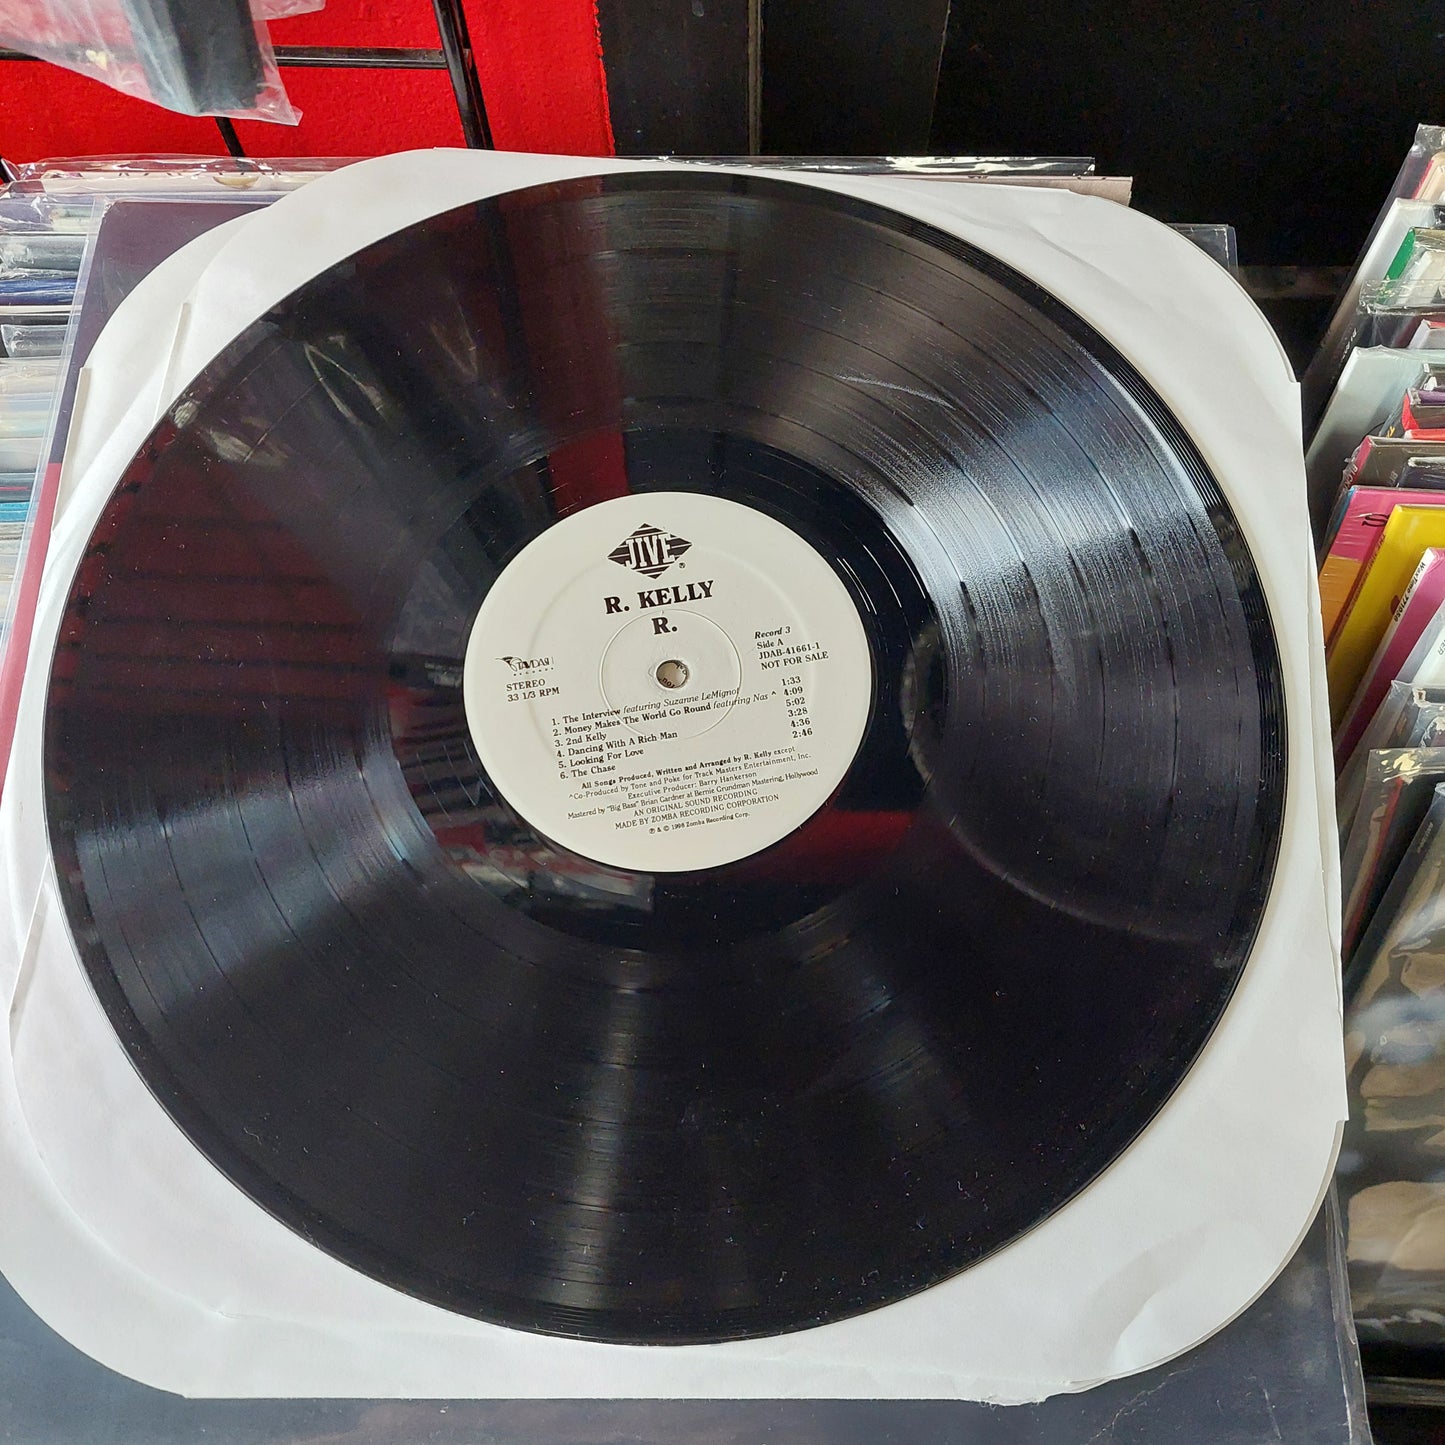 JIVE®
R. KELLY
R.
Record 3
Side A
JDAB-41661-1
NOT FOR SALE
STEREO
33 1/3 RPM
1. The Interview featuring Suzanne LeMignot 1:33
2. Money Makes The World Go Round featuring Nas ^ 4:09
3. 2nd Kelly 5:02
4. Dancing With A Rich Man 3:28
5. Looking For Love 4:36
6. The Chase 2:46
All Songs Produced, Written and Arranged by R. Kelly except
^Co-Produced by Tone and Poke for Track Masters Entertainment, Inc.
Executive Producer: Barry Hankerson
Mastered by "Big Bass" Brian Gardner at Bernie Grundman Mastering, Hollywood
AN ORIGINAL SOUND RECORDING
MADE BY ZOMBA RECORDING CORPORATION
℗ & © 1998 Zomba Recording Corp.